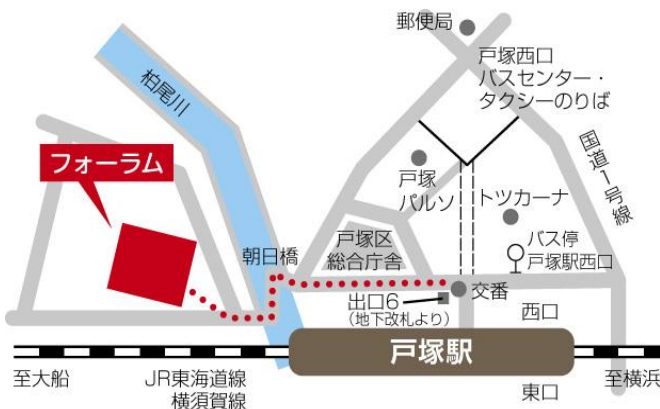 郵便局
戸塚西口
バスセンター・
タクシーのりば
柏尾川
国道1号線
フォーラム
戸塚
パルソ
トツカーナ
戸塚区
総合庁舎
朝日橋
バス停
戸塚駅西口
出口6
（地下改札より）
交番
西口
戸塚駅
至大船
JR東海道線
横須賀線
東口
至横浜